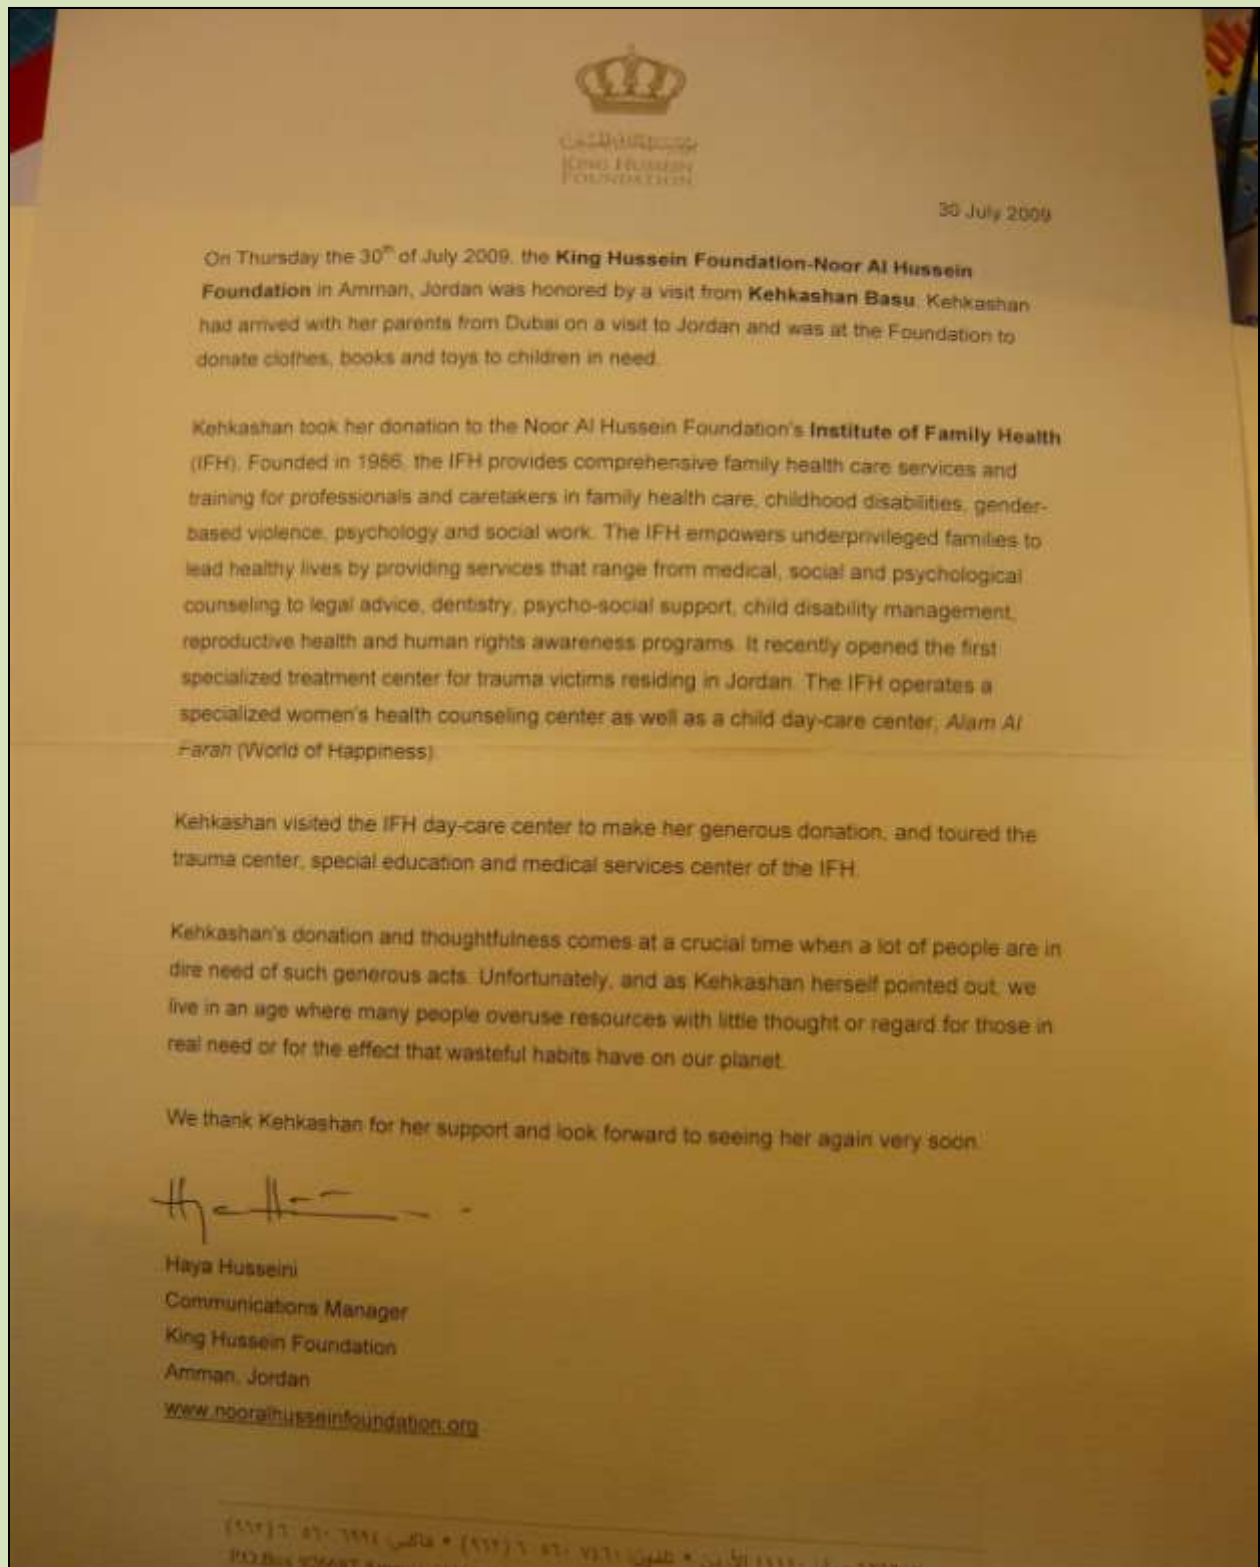 KING HUSSEIN
FOUNDATION
30 July 2009
On Thursday the 30th of July 2009, the King Hussein Foundation-Noor Al Hussein
Foundation in Amman, Jordan was honored by a visit from Kehkashan Basu. Kehkashan
had arrived with her parents from Dubai on a visit to Jordan and was at the Foundation to
donate clothes, books and toys to children in need.
Kehkashan took her donation to the Noor Al Hussein Foundation's Institute of Family Health
(IFH). Founded in 1986, the IFH provides comprehensive family health care services and
training for professionals and caretakers in family health care, childhood disabilities, gender-
based violence, psychology and social work. The IFH empowers underprivileged families to
lead healthy lives by providing services that range from medical, social and psychological
counseling to legal advice, dentistry, psycho-social support, child disability management,
reproductive health and human rights awareness programs. It recently opened the first
specialized treatment center for trauma victims residing in Jordan. The IFH operates a
specialized women's health counseling center as well as a child day-care center, Alam Al
Farah (World of Happiness).
Kehkashan visited the IFH day-care center to make her generous donation, and toured the
trauma center, special education and medical services center of the IFH.
Kehkashan's donation and thoughtfulness comes at a crucial time when a lot of people are in
dire need of such generous acts. Unfortunately, and as Kehkashan herself pointed out, we
live in an age where many people overuse resources with little thought or regard for those in
real need or for the effect that wasteful habits have on our planet.
We thank Kehkashan for her support and look forward to seeing her again very soon.
Haya Husseini
Communications Manager
King Hussein Foundation
Amman, Jordan
www.nooralhusseinfoundation.org